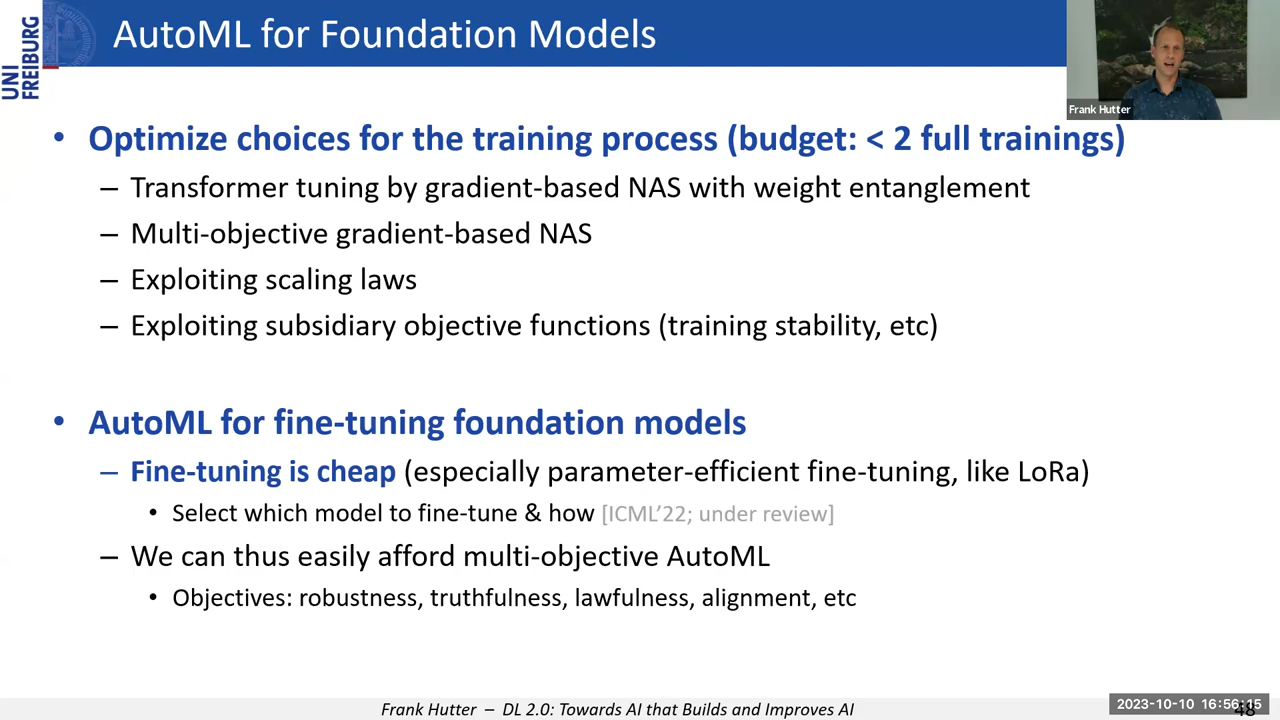 UNI
FREIBURG
AutoML for Foundation Models
Frank Hutter
• Optimize choices for the training process (budget: < 2 full trainings)
– Transformer tuning by gradient-based NAS with weight entanglement
– Multi-objective gradient-based NAS
– Exploiting scaling laws
– Exploiting subsidiary objective functions (training stability, etc)
• AutoML for fine-tuning foundation models
– Fine-tuning is cheap (especially parameter-efficient fine-tuning, like LoRa)
• Select which model to fine-tune & how [ICML’22; under review]
– We can thus easily afford multi-objective AutoML
• Objectives: robustness, truthfulness, lawfulness, alignment, etc
Frank Hutter – DL 2.0: Towards AI that Builds and Improves AI
2023-10-10 16:56:15
48